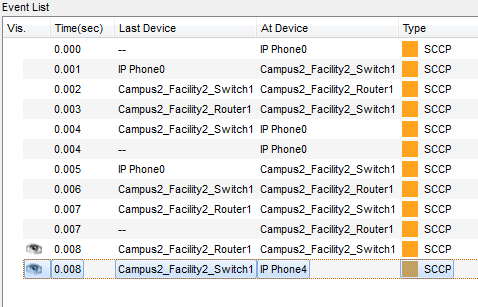 Event List
Vis. Time(sec) Last Device At Device Type
0.000 -- IP Phone0 SCCP
0.001 IP Phone0 Campus2_Facility2_Switch1 SCCP
0.002 Campus2_Facility2_Switch1 Campus2_Facility2_Router1 SCCP
0.003 Campus2_Facility2_Router1 Campus2_Facility2_Switch1 SCCP
0.004 Campus2_Facility2_Switch1 IP Phone0 SCCP
0.004 -- IP Phone0 SCCP
0.005 IP Phone0 Campus2_Facility2_Switch1 SCCP
0.006 Campus2_Facility2_Switch1 Campus2_Facility2_Router1 SCCP
0.007 Campus2_Facility2_Router1 Campus2_Facility2_Switch1 SCCP
0.007 -- Campus2_Facility2_Router1 SCCP
0.008 Campus2_Facility2_Router1 Campus2_Facility2_Switch1 SCCP
0.008 Campus2_Facility2_Switch1 IP Phone4 SCCP